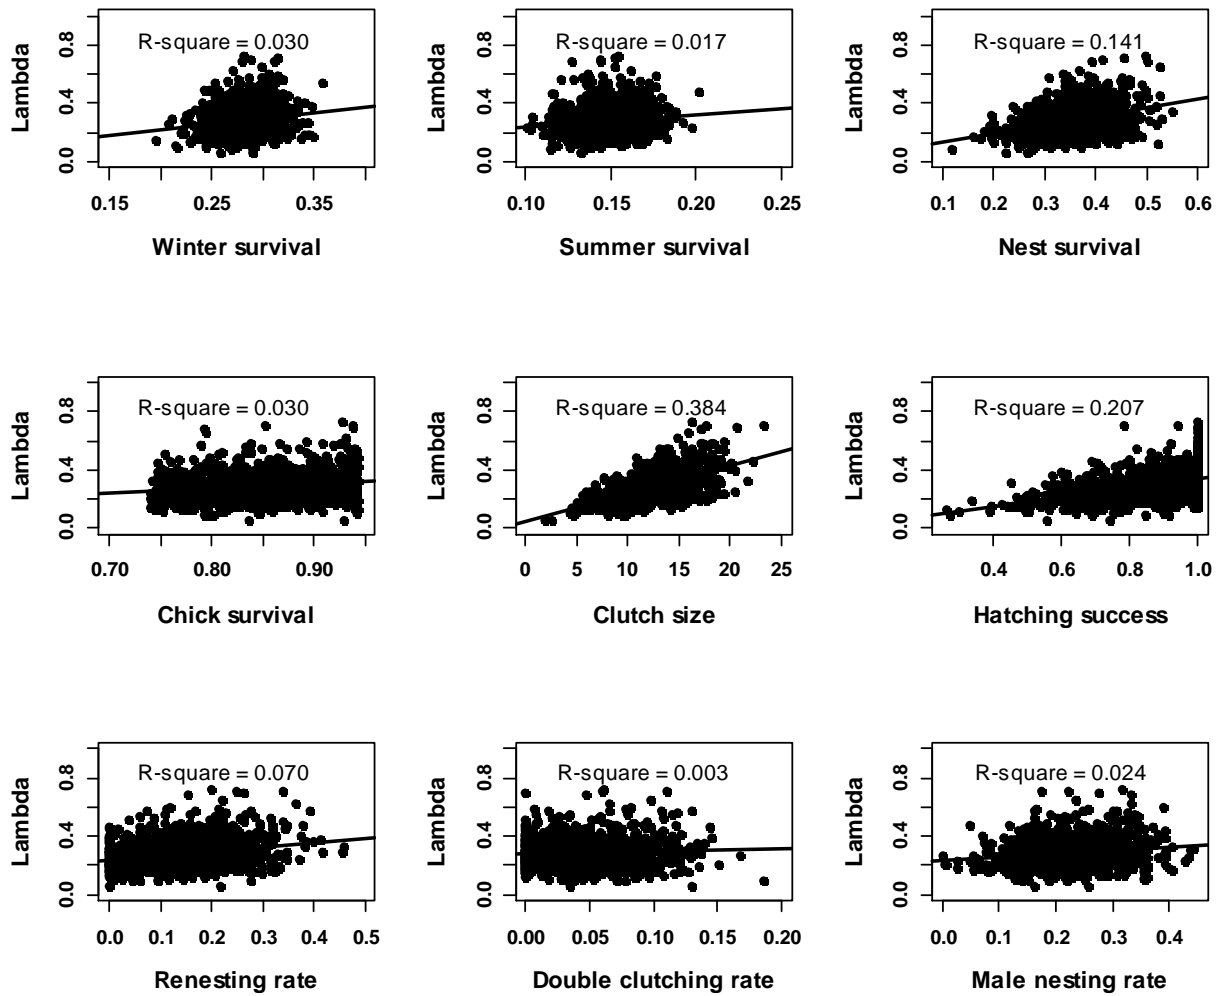 R-square = 0.030
Lambda
0.0 0.4 0.8
0.15 0.25 0.35
Winter survival
R-square = 0.017
Lambda
0.0 0.4 0.8
0.10 0.15 0.20 0.25
Summer survival
R-square = 0.141
Lambda
0.0 0.4 0.8
0.1 0.2 0.3 0.4 0.5 0.6
Nest survival
R-square = 0.030
Lambda
0.0 0.4 0.8
0.70 0.80 0.90
Chick survival
R-square = 0.384
Lambda
0.0 0.4 0.8
0 5 10 15 20 25
Clutch size
R-square = 0.207
Lambda
0.0 0.4 0.8
0.4 0.6 0.8 1.0
Hatching success
R-square = 0.070
Lambda
0.0 0.4 0.8
0.0 0.1 0.2 0.3 0.4 0.5
Renesting rate
R-square = 0.003
Lambda
0.0 0.4 0.8
0.00 0.05 0.10 0.15 0.20
Double clutching rate
R-square = 0.024
Lambda
0.0 0.4 0.8
0.0 0.1 0.2 0.3 0.4
Male nesting rate